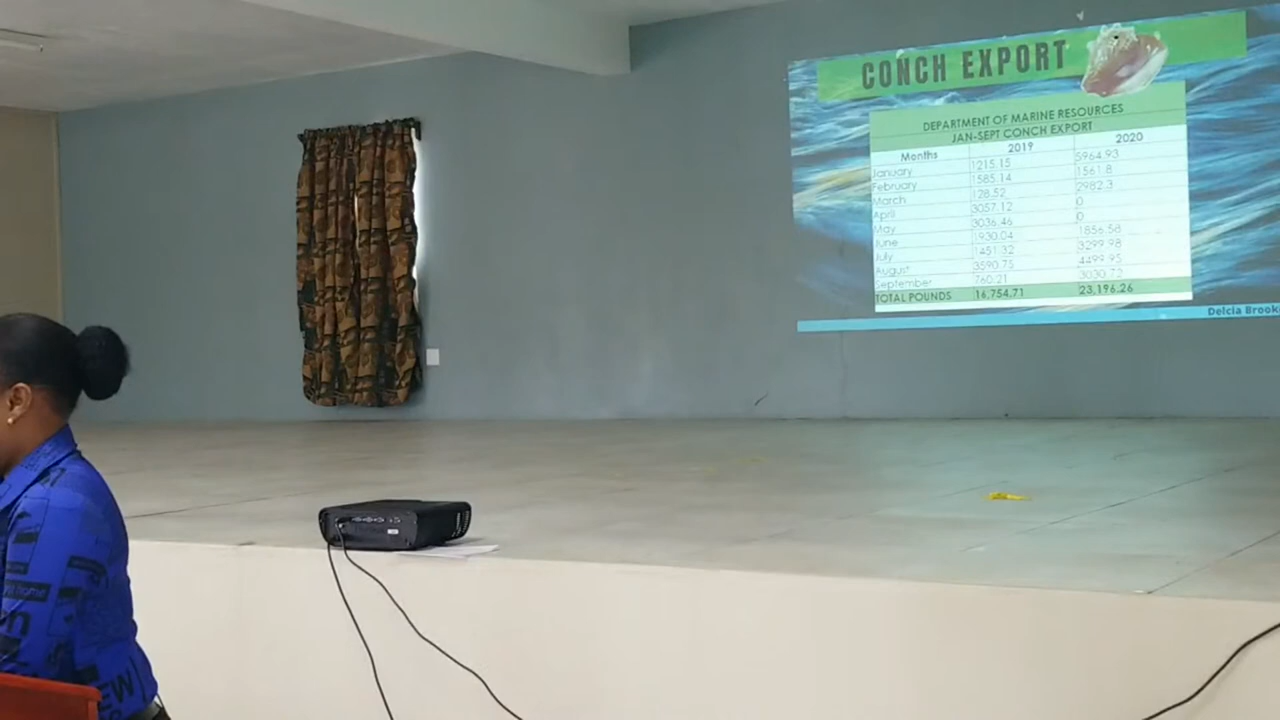 CONCH EXPORT
DEPARTMENT OF MARINE RESOURCES
JAN-SEPT CONCH EXPORT
Months 2019 2020
January 1215.15 5964.93
February 1585.14 1561.8
March 128.52 2982.3
April 3057.12 0
May 3036.46 0
June 1930.04 1856.58
July 1451.32 3299.98
August 3590.75 4499.95
September 760.21 3030.72
TOTAL POUNDS 16,754.71 23,196.26
Delcia Brook
EW